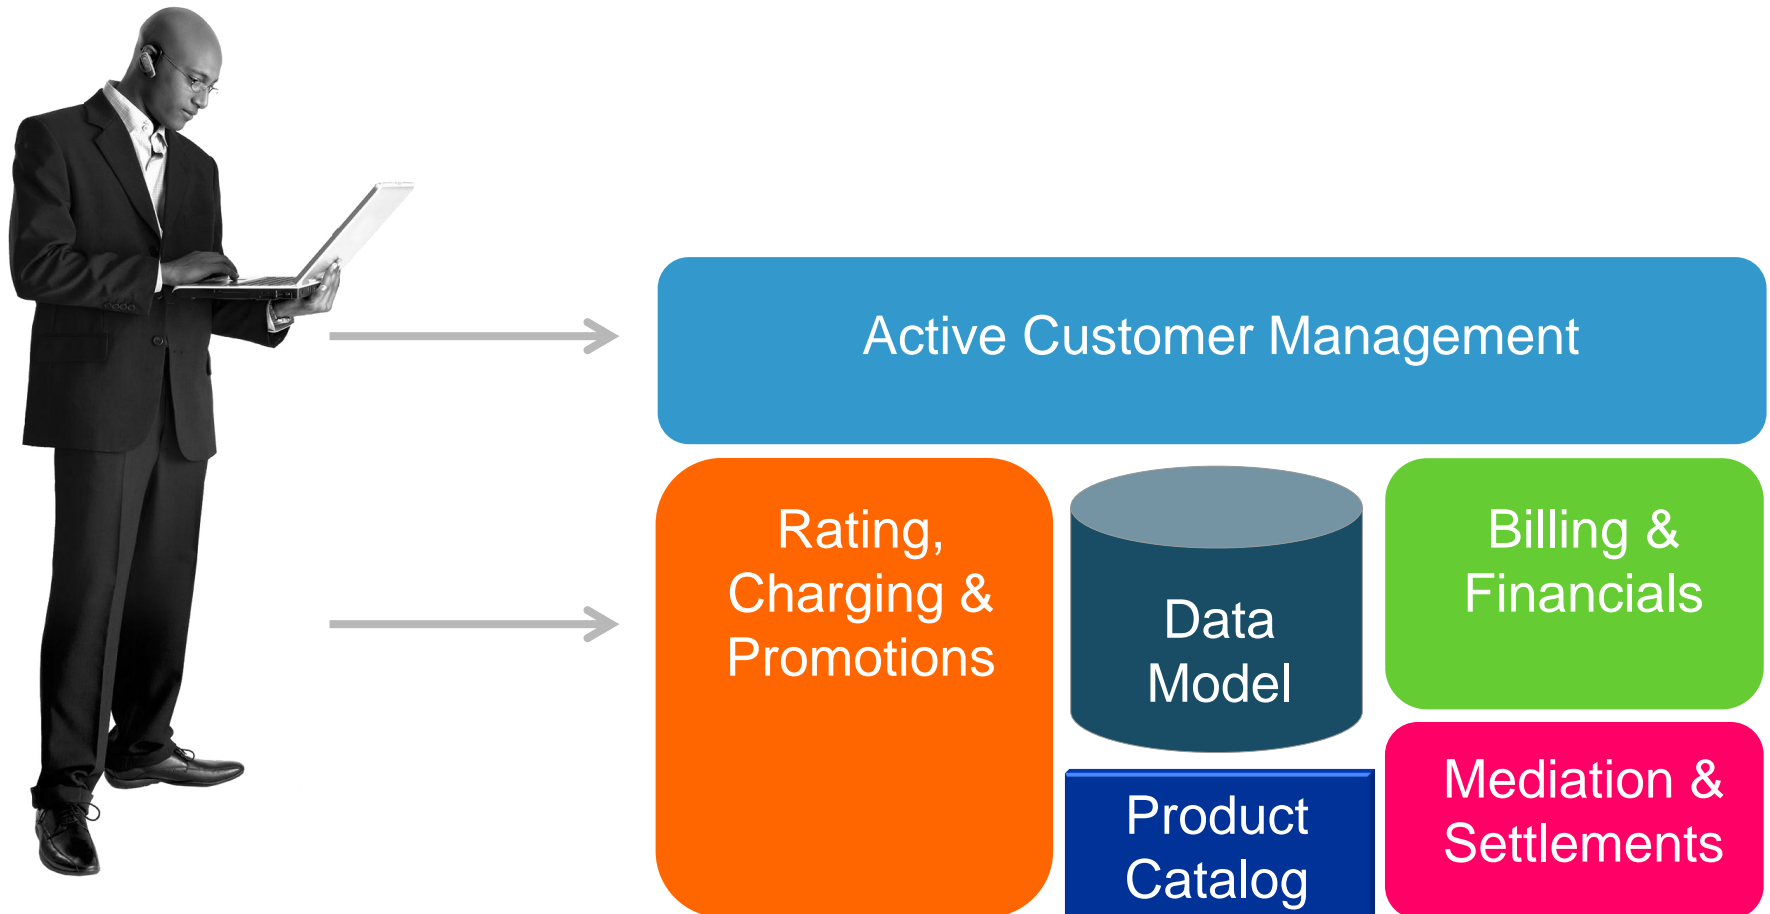 Active Customer Management
Rating,
Charging &
Promotions
Data
Model
Billing &
Financials
Product
Catalog
Mediation &
Settlements